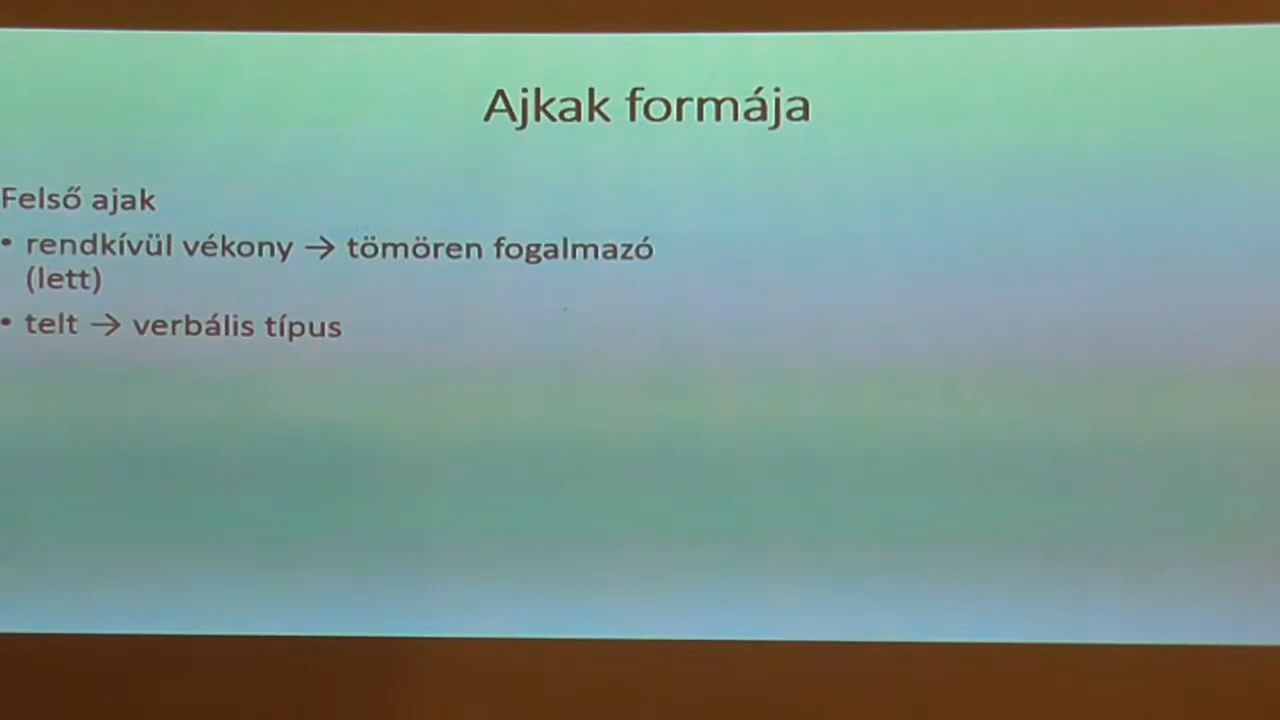 Ajkak formája
Felső ajak
• rendkívül vékony → tömören fogalmazó
(lett)
• telt → verbális típus